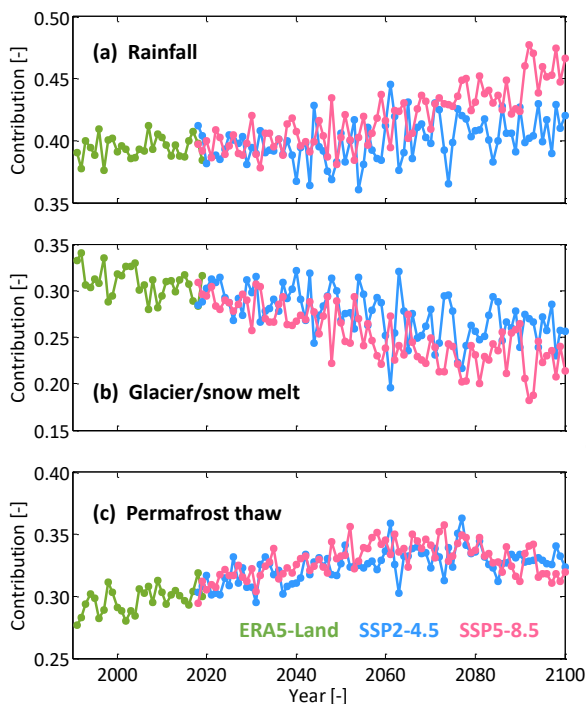 0.50
(a) Rainfall
0.45
Contribution [-]
0.40
0.35
0.35
0.30
Contribution [-]
0.25
0.20
(b) Glacier/snow melt
0.15
0.40
(c) Permafrost thaw
0.35
Contribution [-]
0.30
ERA5-Land SSP2-4.5 SSP5-8.5
0.25
2000 2020 2040 2060 2080 2100
Year [-]